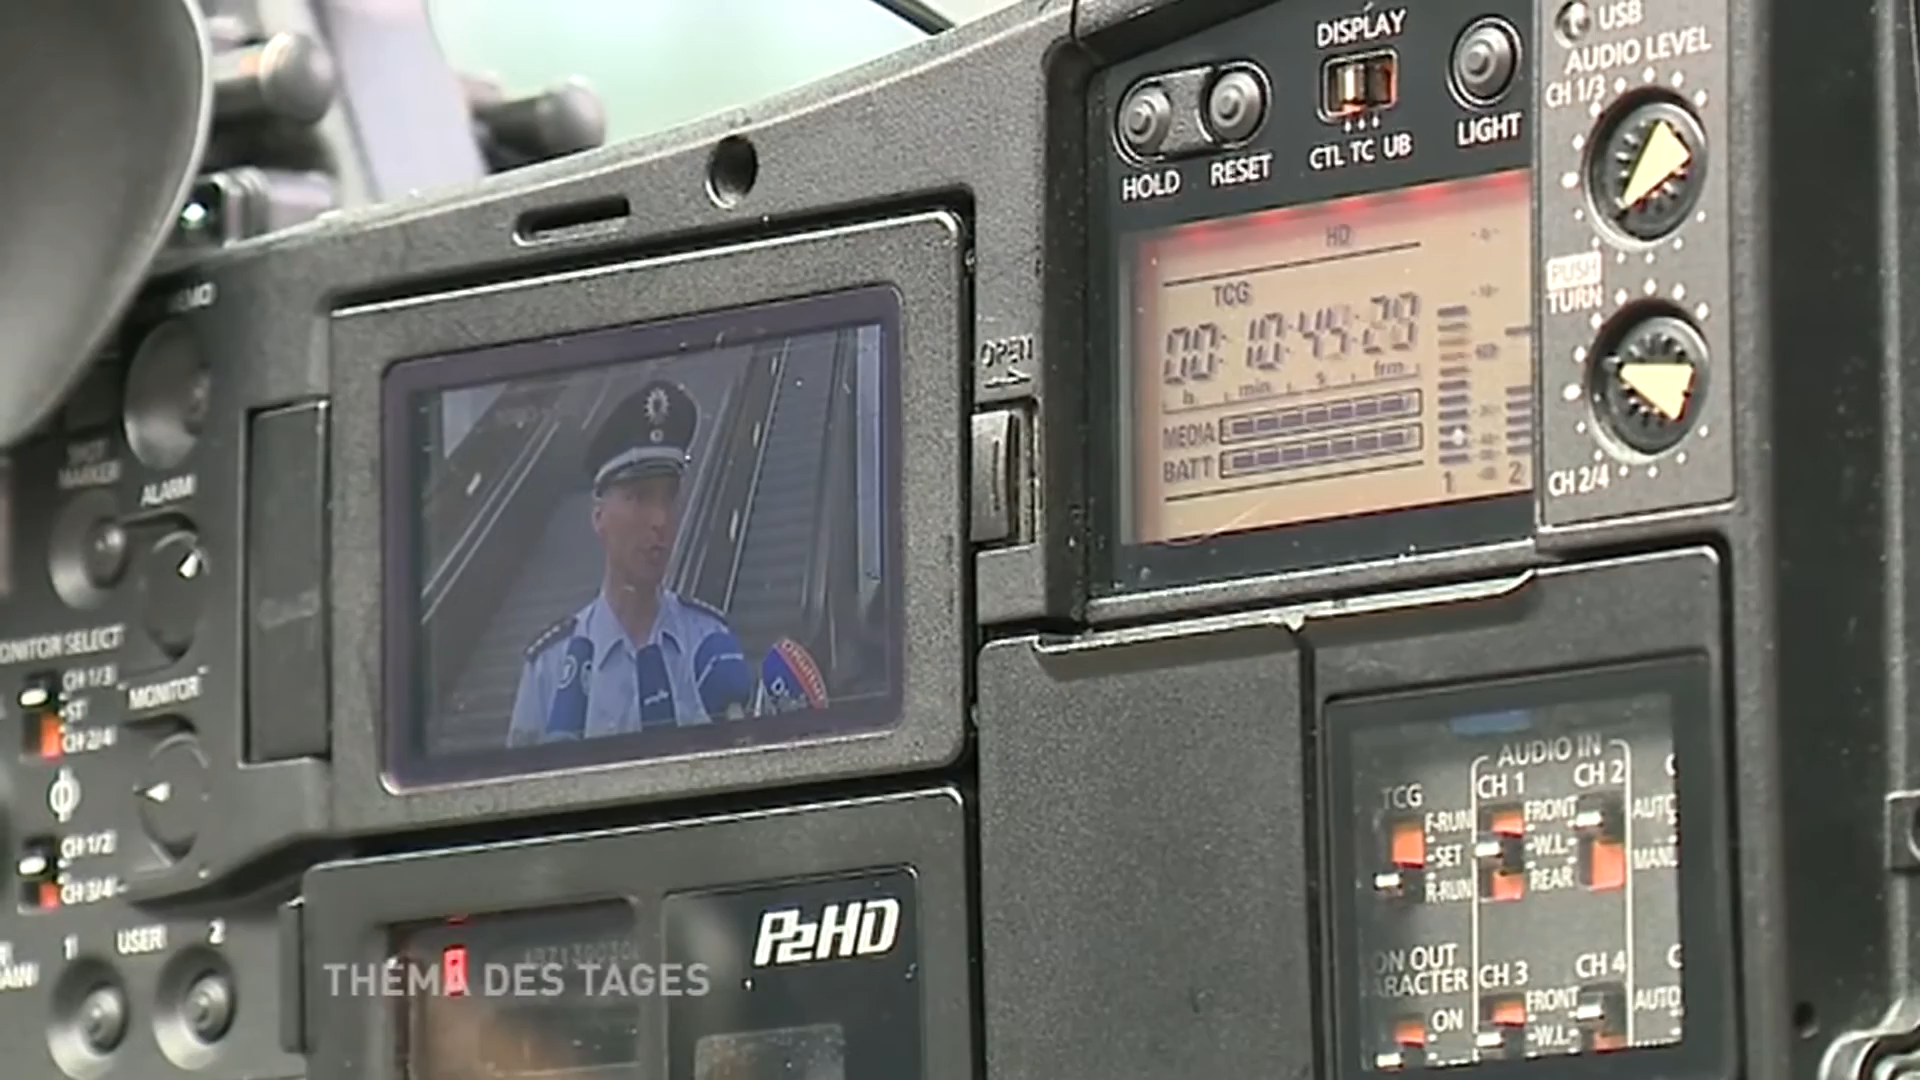 USB
DISPLAY
AUDIO LEVEL
CH 1/3
HOLD
RESET
CTL TC UB
LIGHT
HD
TCG
00:10:45:29
h min s frm
MEDIA
BATT
1 2
PUSH
TURN
CH 2/4
OPEN
MEMO
ALARM
MONITOR SELECT
CH 1/3
ST
CH 2/4
MONITOR
CH 1/2
CH 3/4
1 USER 2
P2HD
THEMA DES TAGES
AUDIO IN
TCG
CH 1
CH 2
F-RUN
SET
R-RUN
FRONT
W.L.
REAR
CH 3
CH 4
ON
FRONT
W.L.
AUTO